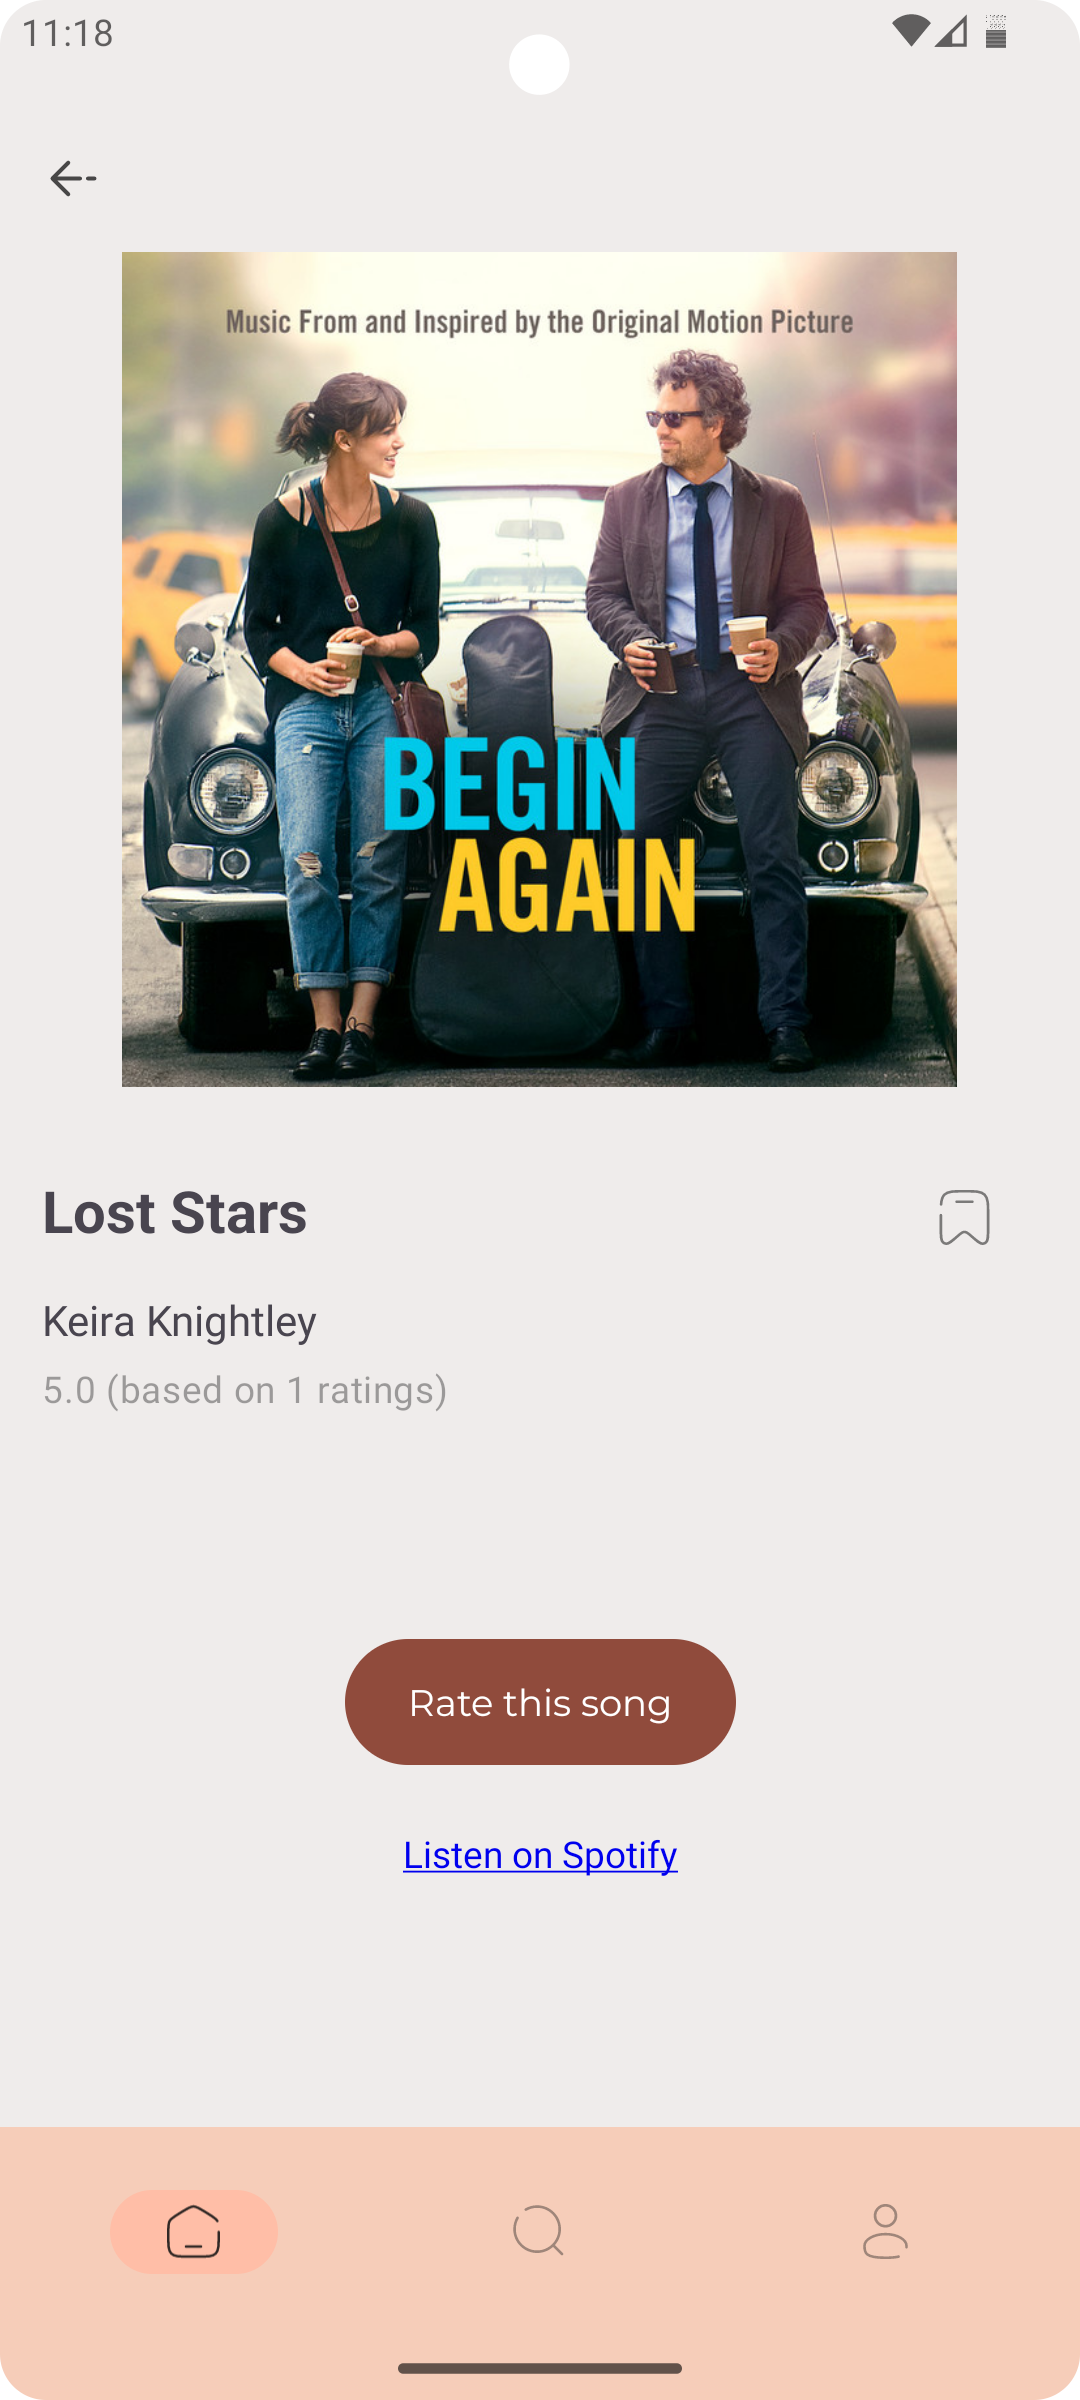 11:18
Music From and Inspired by the Original Motion Picture
BEGIN
AGAIN
Lost Stars
Keira Knightley
5.0 (based on 1 ratings)
Rate this song
Listen on Spotify